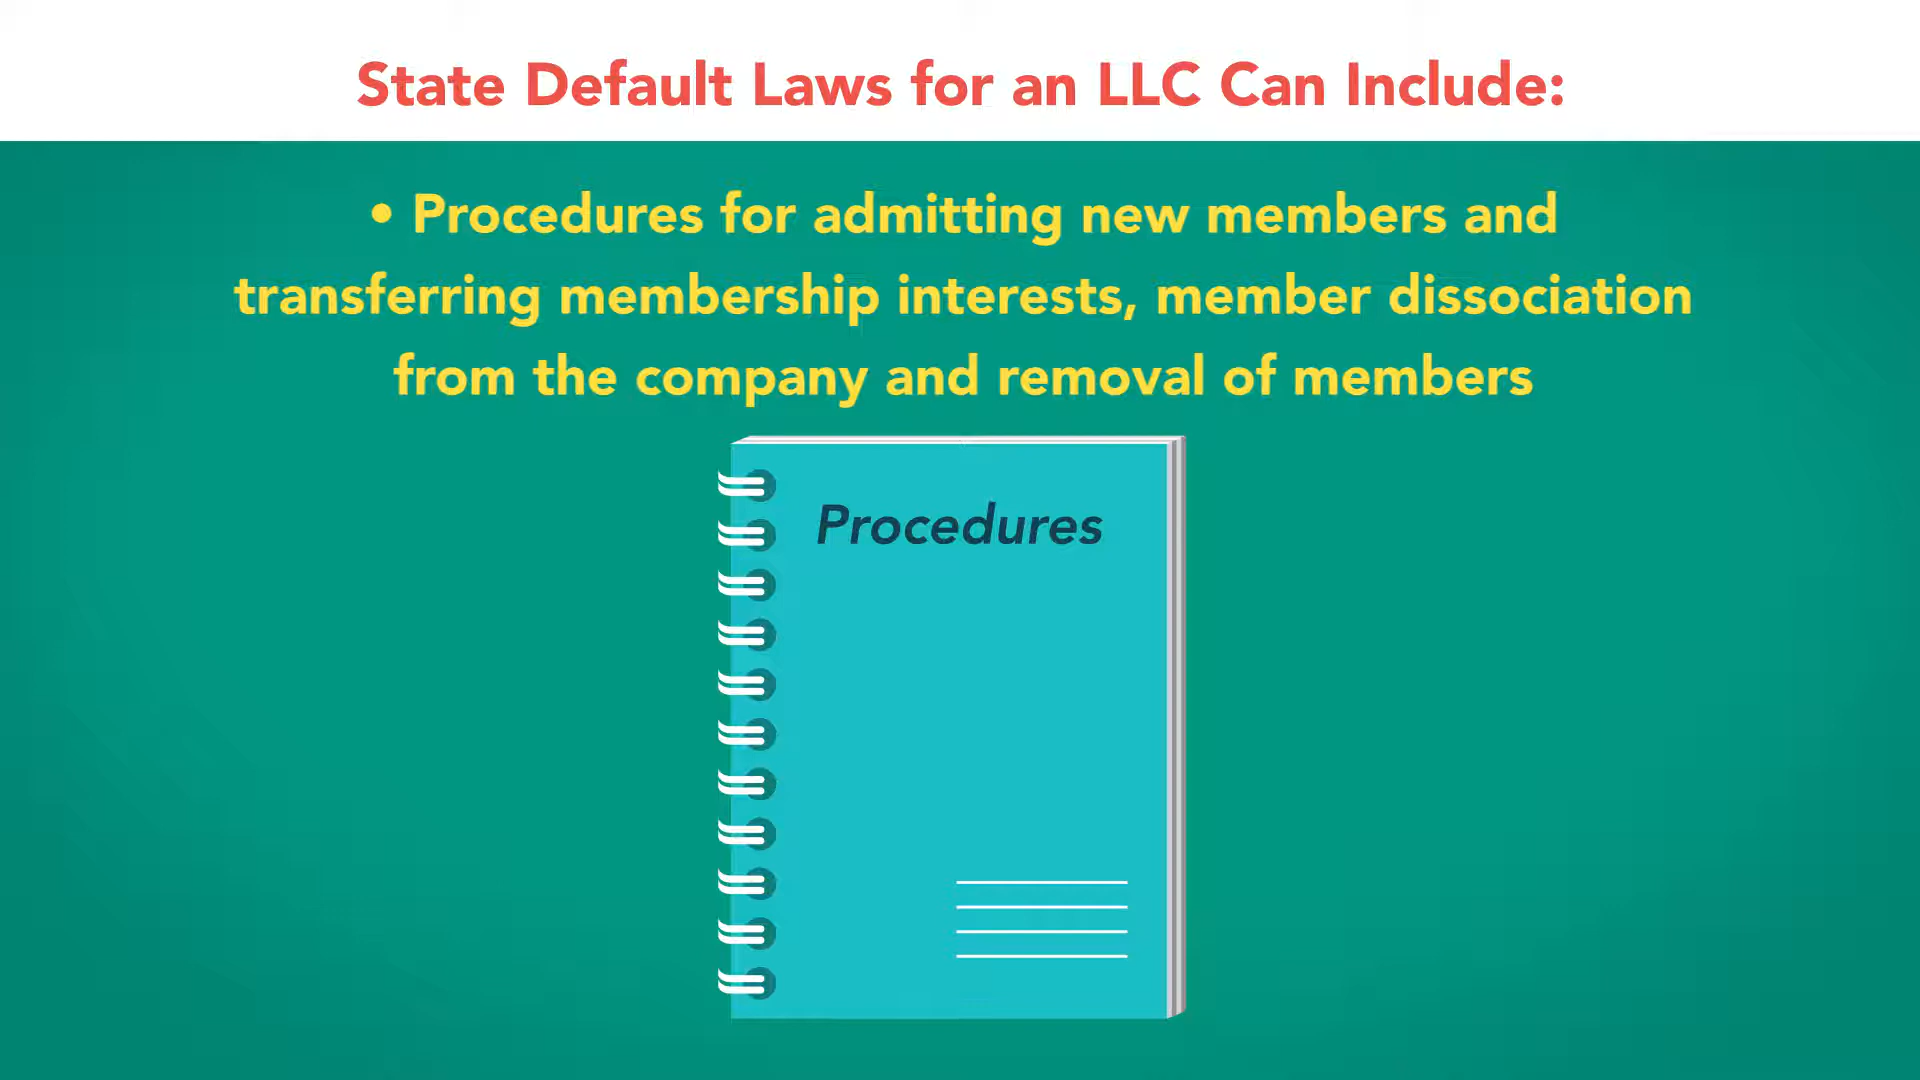 State Default Laws for an LLC Can Include:
• Procedures for admitting new members and
transferring membership interests, member dissociation
from the company and removal of members
Procedures